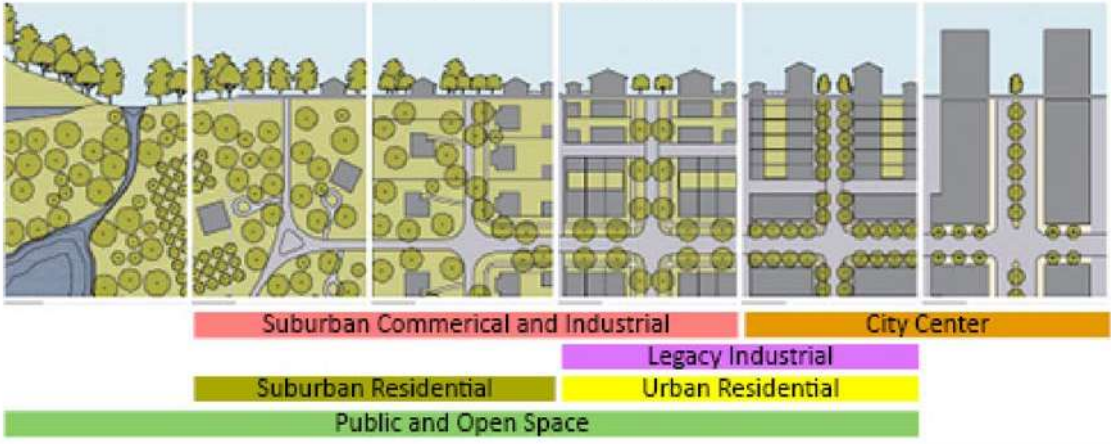 Suburban Commerical and Industrial
City Center
Legacy Industrial
Suburban Residential
Urban Residential
Public and Open Space